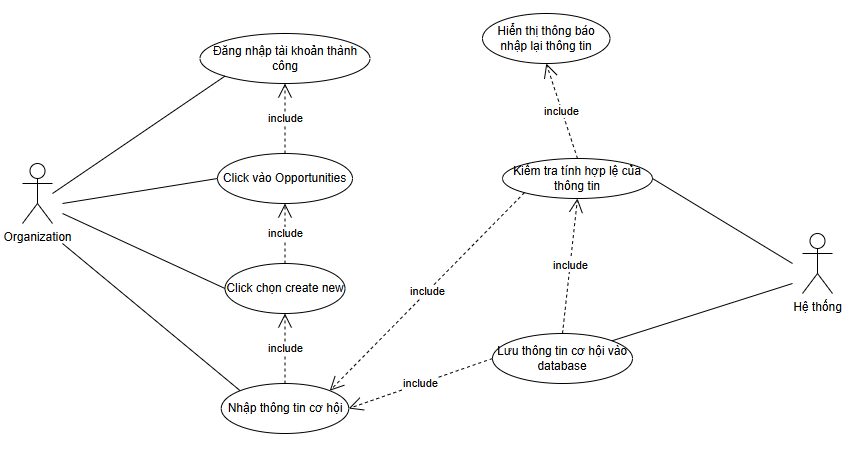 Đăng nhập tài khoản thành
công
Hiển thị thông báo
nhập lại thông tin
include
include
Click vào Opportunities
Kiểm tra tính hợp lệ của
thông tin
Organization
include
include
Click chọn create new
include
Hệ thống
include
Lưu thông tin cơ hội vào
database
include
Nhập thông tin cơ hội